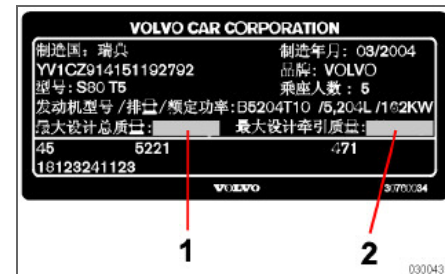 VOLVO CAR CORPORATION
制造国：瑞典 制造年月：03/2004
YV1CZ914151192792 品牌：VOLVO
型号：S80 T5 乘座人数：5
发动机型号/排量/额定功率：B5204T10 /5,204L /162KW
最大设计总质量： 最大设计牵引质量：
45 5221 471
18123241123
VOLVO 30760034
1 2
030043